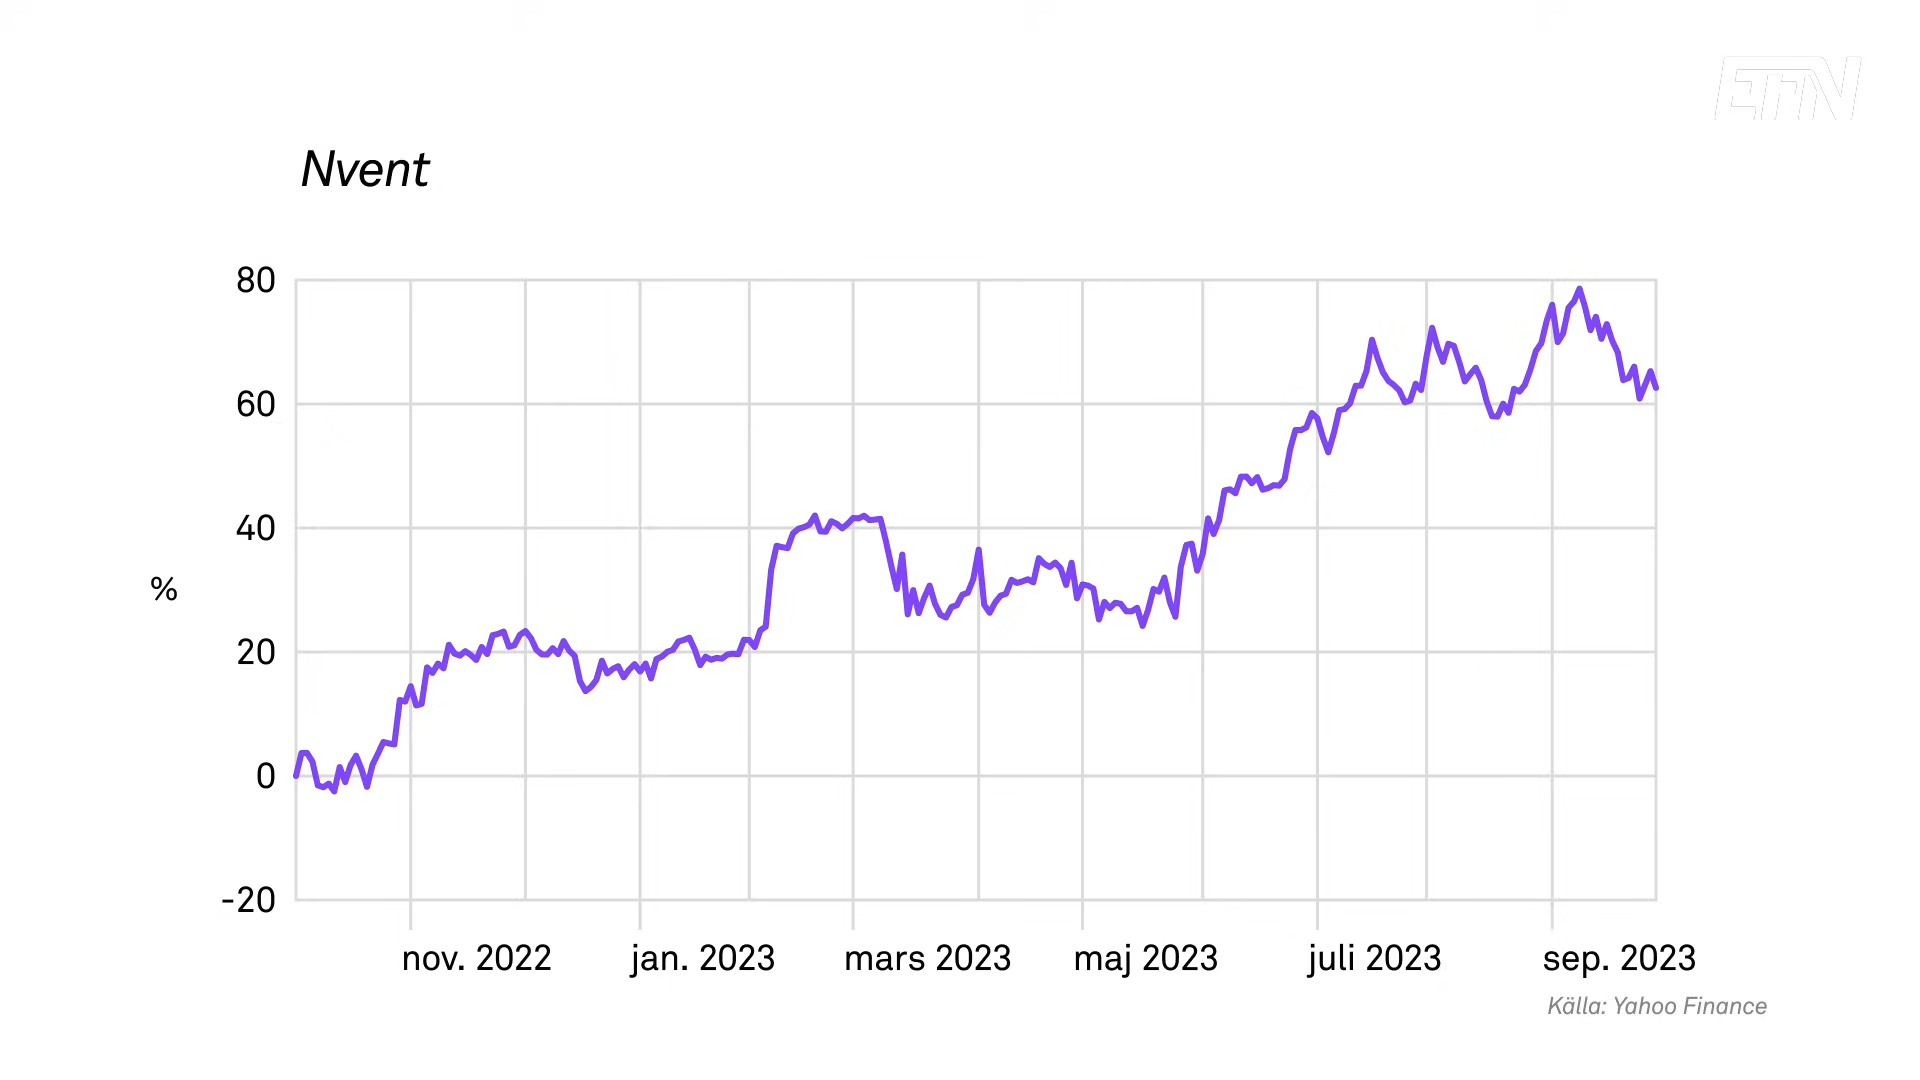 EFN
Nvent
80
60
40
%
20
0
-20
nov. 2022 jan. 2023 mars 2023 maj 2023 juli 2023 sep. 2023
Källa: Yahoo Finance